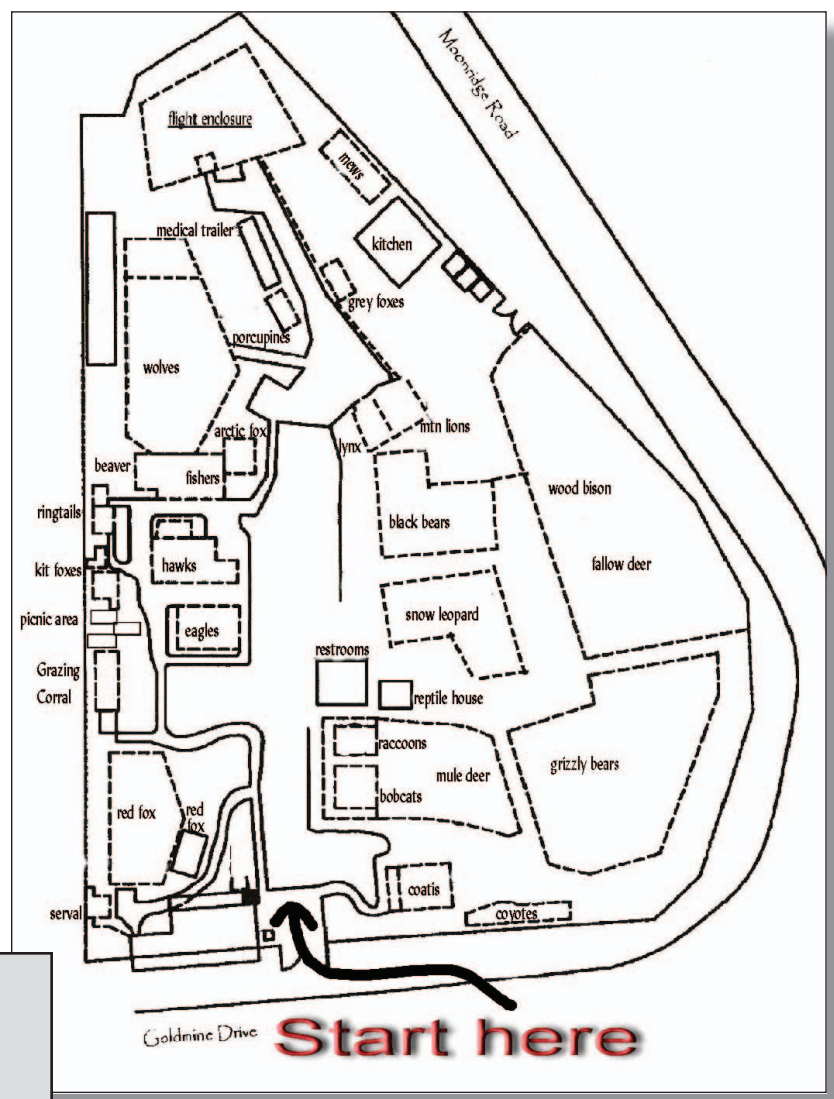 Moonridge Road
flight enclosure
mews
medical trailer
kitchen
grey foxes
porcupines
wolves
arctic fox
mtn lions
lynx
beaver
fishers
wood bison
ringtails
black bears
hawks
fallow deer
kit foxes
snow leopard
picnic area
eagles
restrooms
Grazing
Corral
reptile house
raccoons
grizzly bears
mule deer
bobcats
red fox
red
fox
coatis
serval
coyotes
Goldmine Drive
Start here